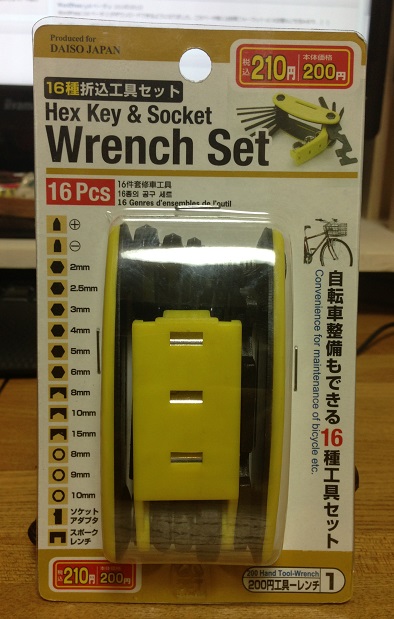 Produced for
DAISO JAPAN
税込 210円 本体価格 200円
16種折込工具セット
Hex Key & Socket
Wrench Set
16 Pcs
16件套修車工具
16종의 공구 세트
16 Genres d'ensembles de l'outil
⊕
⊖
2mm
2.5mm
3mm
4mm
5mm
6mm
8mm
10mm
15mm
8mm
9mm
10mm
ソケット
アダプタ
スポーク
レンチ
自転車整備もできる16種工具セット
Convenience for maintenance of bicycle etc.
税込 210円 本体価格 200円
200 Hand Tool-Wrench
200円工具ーレンチ 1